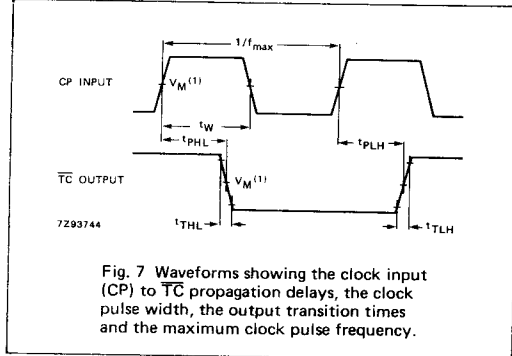 1/fmax
CP INPUT
VM(1)
tW
tPHL
tPLH
TC OUTPUT
VM(1)
7Z93744
tTHL
tTLH
Fig. 7 Waveforms showing the clock input
(CP) to TC propagation delays, the clock
pulse width, the output transition times
and the maximum clock pulse frequency.